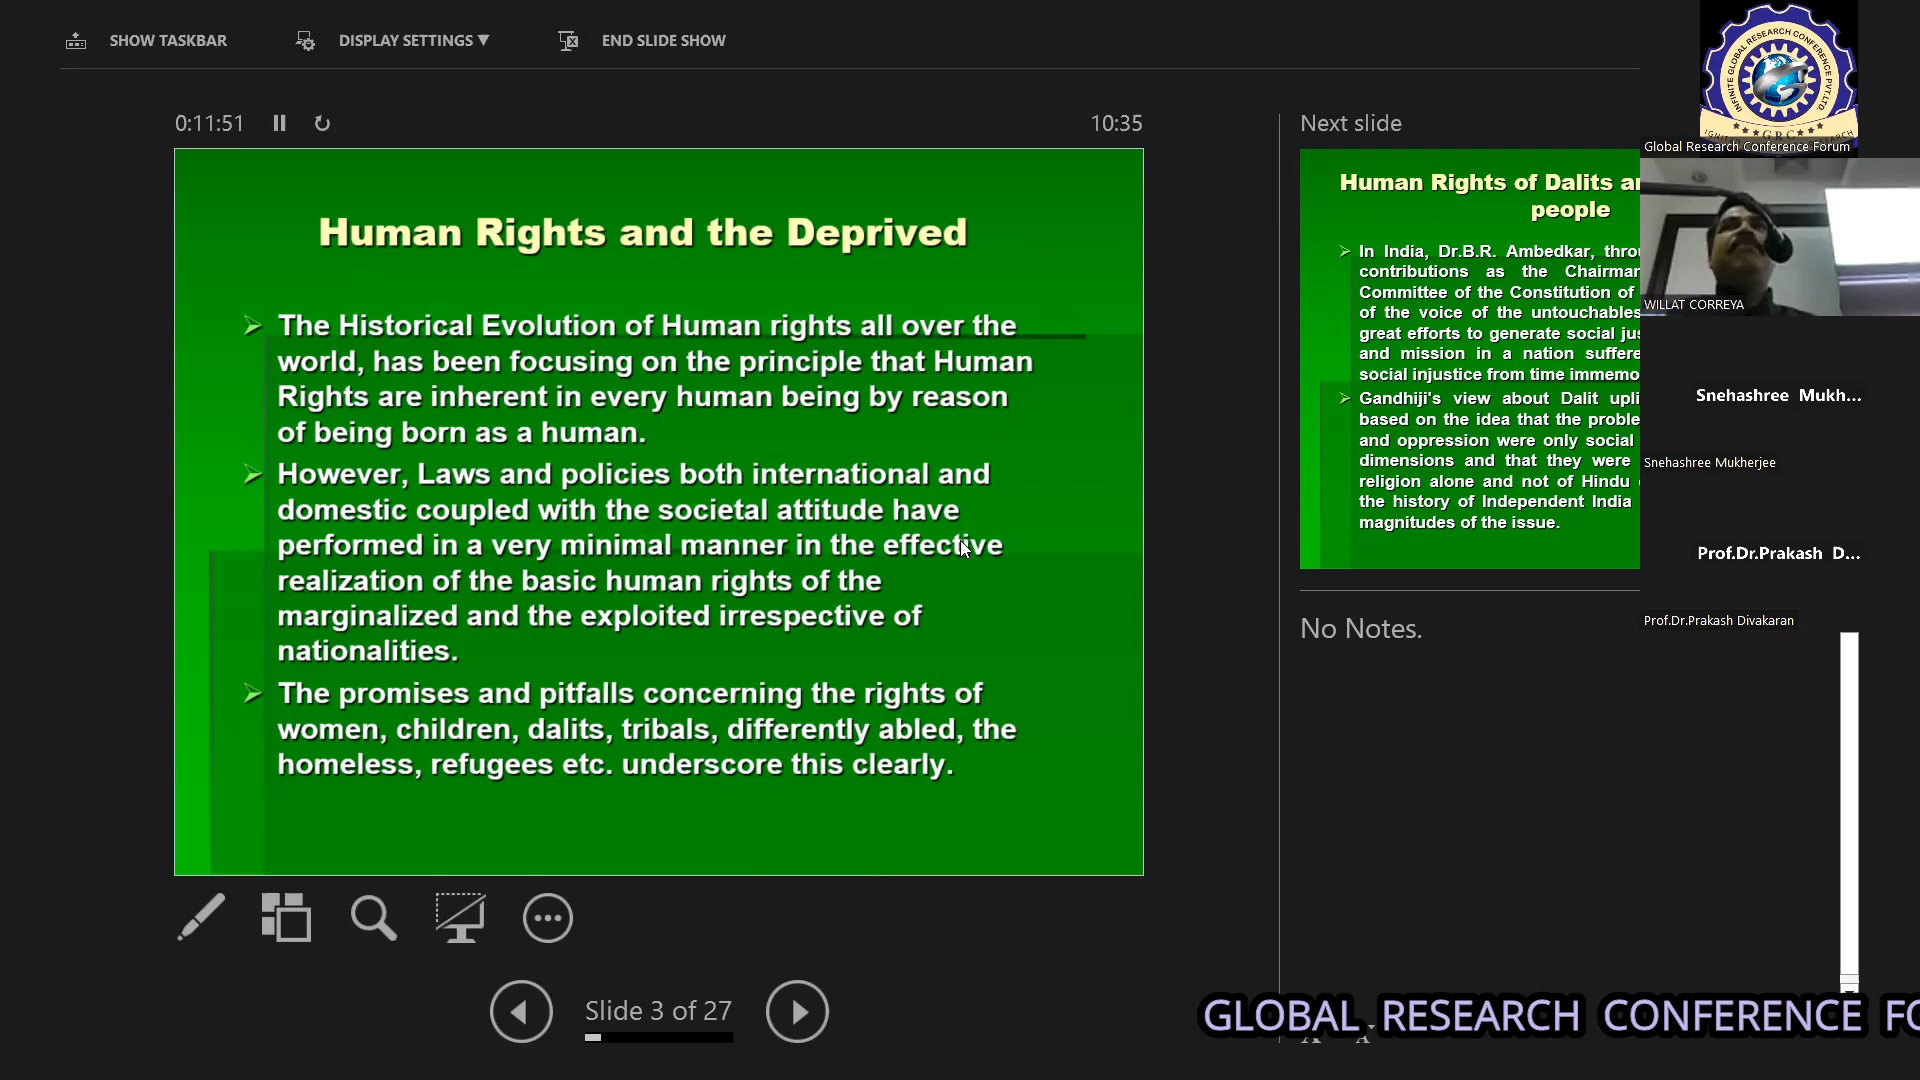 SHOW TASKBAR
DISPLAY SETTINGS ▼
END SLIDE SHOW
0:11:51
10:35
Human Rights and the Deprived
➢ The Historical Evolution of Human rights all over the
world, has been focusing on the principle that Human
Rights are inherent in every human being by reason
of being born as a human.
➢ However, Laws and policies both international and
domestic coupled with the societal attitude have
performed in a very minimal manner in the effective
realization of the basic human rights of the
marginalized and the exploited irrespective of
nationalities.
➢ The promises and pitfalls concerning the rights of
women, children, dalits, tribals, differently abled, the
homeless, refugees etc. underscore this clearly.
Slide 3 of 27
Next slide
Human Rights of Dalits
people
➢ In India, Dr.B.R. Ambedkar,
contributions as the
Committee of the Constitution of
of the voice of the untouchables
great efforts to generate social
and mission in a nation
social injustice from time
➢ Gandhiji's view about Dalit
based on the idea that the
and oppression were only social
dimensions and that they were
religion alone and not of Hindu
the history of Independent India
magnitudes of the issue.
No Notes.
INFINITE GLOBAL RESEARCH CONFERENCE PVT.LTD.
GRC
Global Research Conference Forum
WILLAT CORREYA
Snehashree Mukh...
Snehashree Mukherjee
Prof.Dr.Prakash D...
Prof.Dr.Prakash Divakaran
GLOBAL RESEARCH CONFERENCE